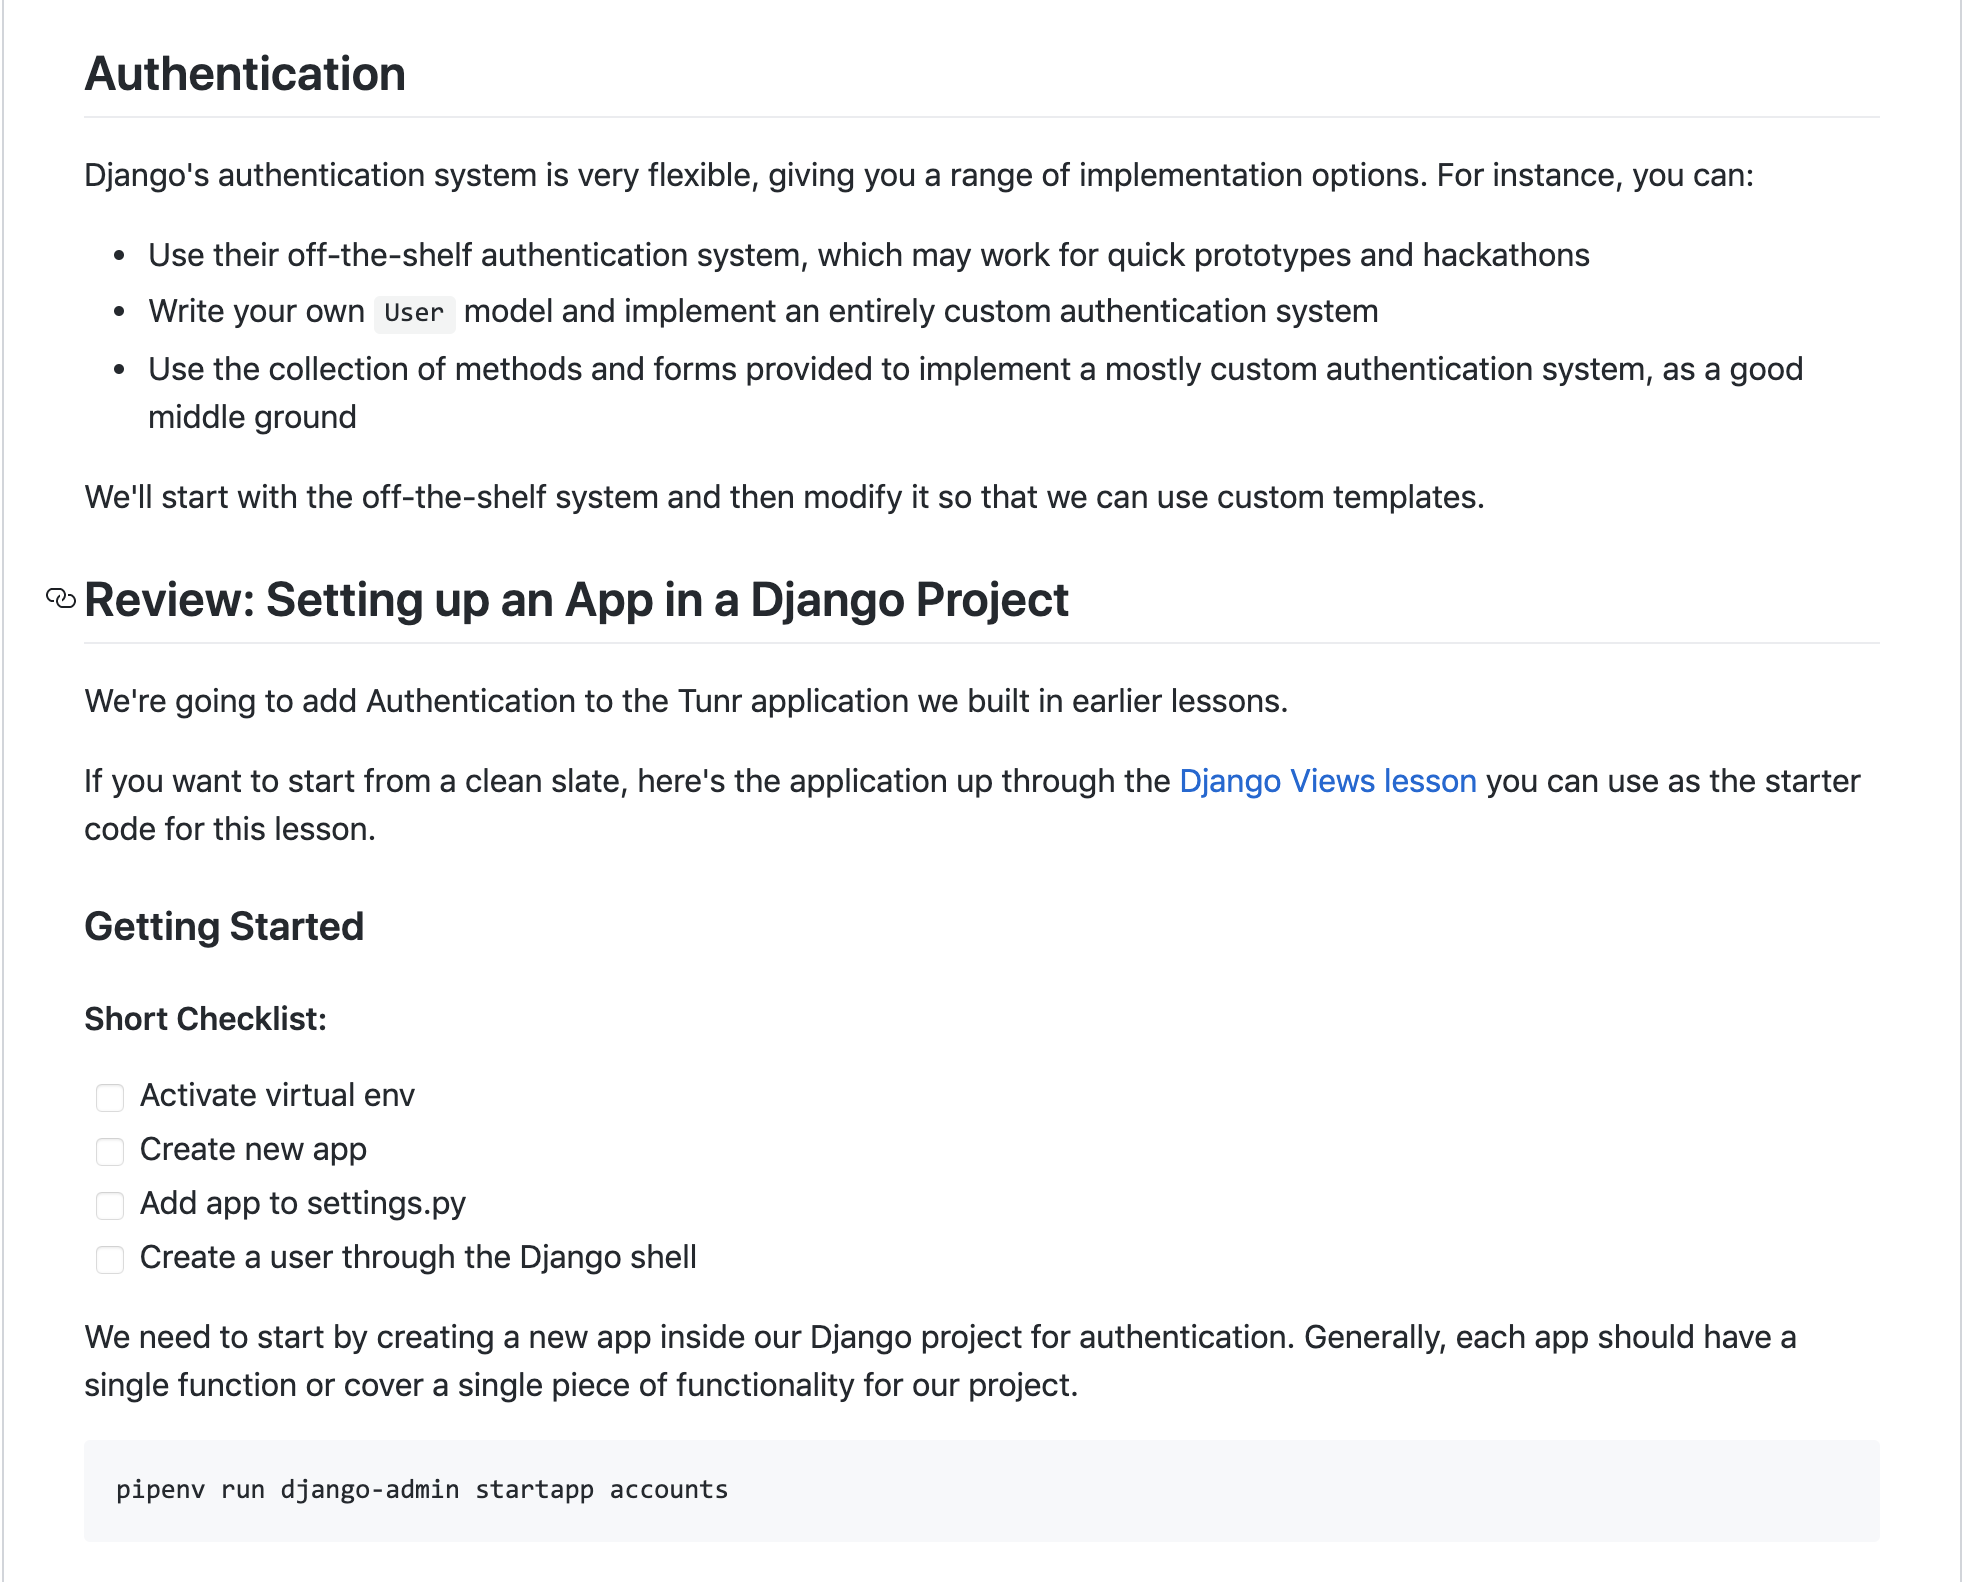 Authentication
Django's authentication system is very flexible, giving you a range of implementation options. For instance, you can:
• Use their off-the-shelf authentication system, which may work for quick prototypes and hackathons
• Write your own User model and implement an entirely custom authentication system
• Use the collection of methods and forms provided to implement a mostly custom authentication system, as a good
middle ground
We'll start with the off-the-shelf system and then modify it so that we can use custom templates.
Review: Setting up an App in a Django Project
We're going to add Authentication to the Tunr application we built in earlier lessons.
If you want to start from a clean slate, here's the application up through the Django Views lesson you can use as the starter
code for this lesson.
Getting Started
Short Checklist:
Activate virtual env
Create new app
Add app to settings.py
Create a user through the Django shell
We need to start by creating a new app inside our Django project for authentication. Generally, each app should have a
single function or cover a single piece of functionality for our project.
pipenv run django-admin startapp accounts